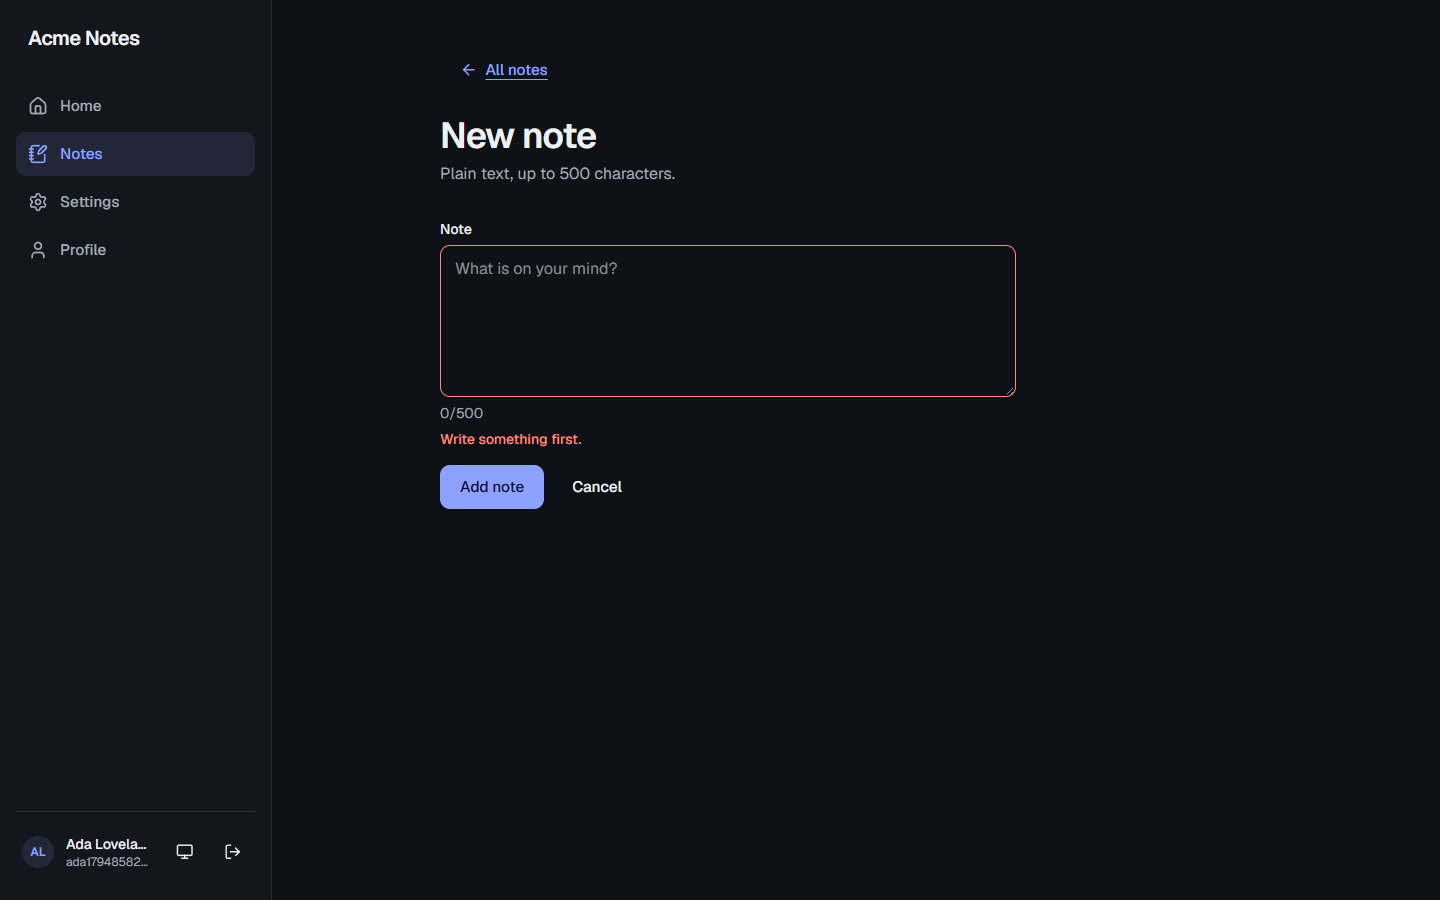 Acme Notes
Home
Notes
Settings
Profile
All notes
New note
Plain text, up to 500 characters.
Note
What is on your mind?
0/500
Write something first.
Add note
Cancel
AL
Ada Lovela...
ada17948582...